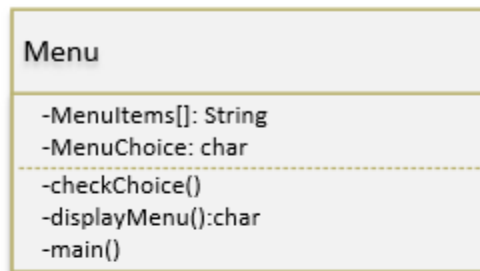 Menu
-MenuItems[]: String
-MenuChoice: char
-checkChoice()
-displayMenu():char
-main()